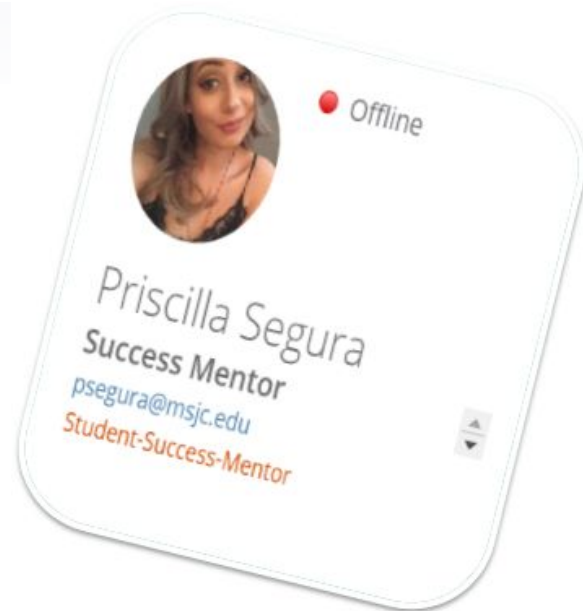 Offline
Priscilla Segura
Success Mentor
psegura@msjc.edu
Student-Success-Mentor